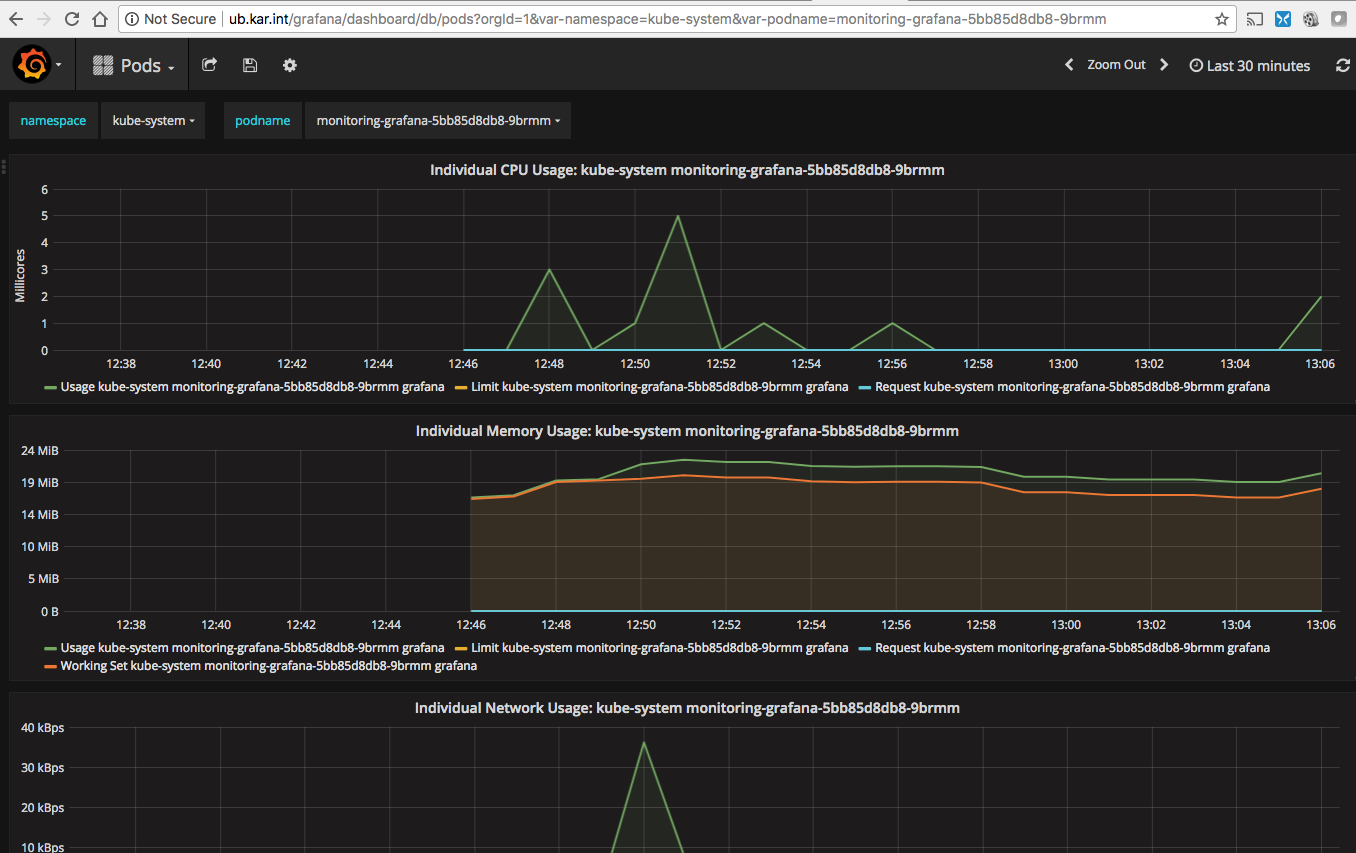 Not Secure ub.kar.int/grafana/dashboard/db/pods?orgId=1&var-namespace=kube-system&var-podname=monitoring-grafana-5bb85d8db8-9brmm
Pods Zoom Out Last 30 minutes
namespace kube-system podname monitoring-grafana-5bb85d8db8-9brmm
Individual CPU Usage: kube-system monitoring-grafana-5bb85d8db8-9brmm
Millicores
6
5
4
3
2
1
0
12:38 12:40 12:42 12:44 12:46 12:48 12:50 12:52 12:54 12:56 12:58 13:00 13:02 13:04 13:06
Usage kube-system monitoring-grafana-5bb85d8db8-9brmm grafana Limit kube-system monitoring-grafana-5bb85d8db8-9brmm grafana Request kube-system monitoring-grafana-5bb85d8db8-9brmm grafana
Individual Memory Usage: kube-system monitoring-grafana-5bb85d8db8-9brmm
24 MiB
19 MiB
14 MiB
10 MiB
5 MiB
0 B
12:38 12:40 12:42 12:44 12:46 12:48 12:50 12:52 12:54 12:56 12:58 13:00 13:02 13:04 13:06
Usage kube-system monitoring-grafana-5bb85d8db8-9brmm grafana Limit kube-system monitoring-grafana-5bb85d8db8-9brmm grafana Request kube-system monitoring-grafana-5bb85d8db8-9brmm grafana
Working Set kube-system monitoring-grafana-5bb85d8db8-9brmm grafana
Individual Network Usage: kube-system monitoring-grafana-5bb85d8db8-9brmm
40 kBps
30 kBps
20 kBps
10 kBps